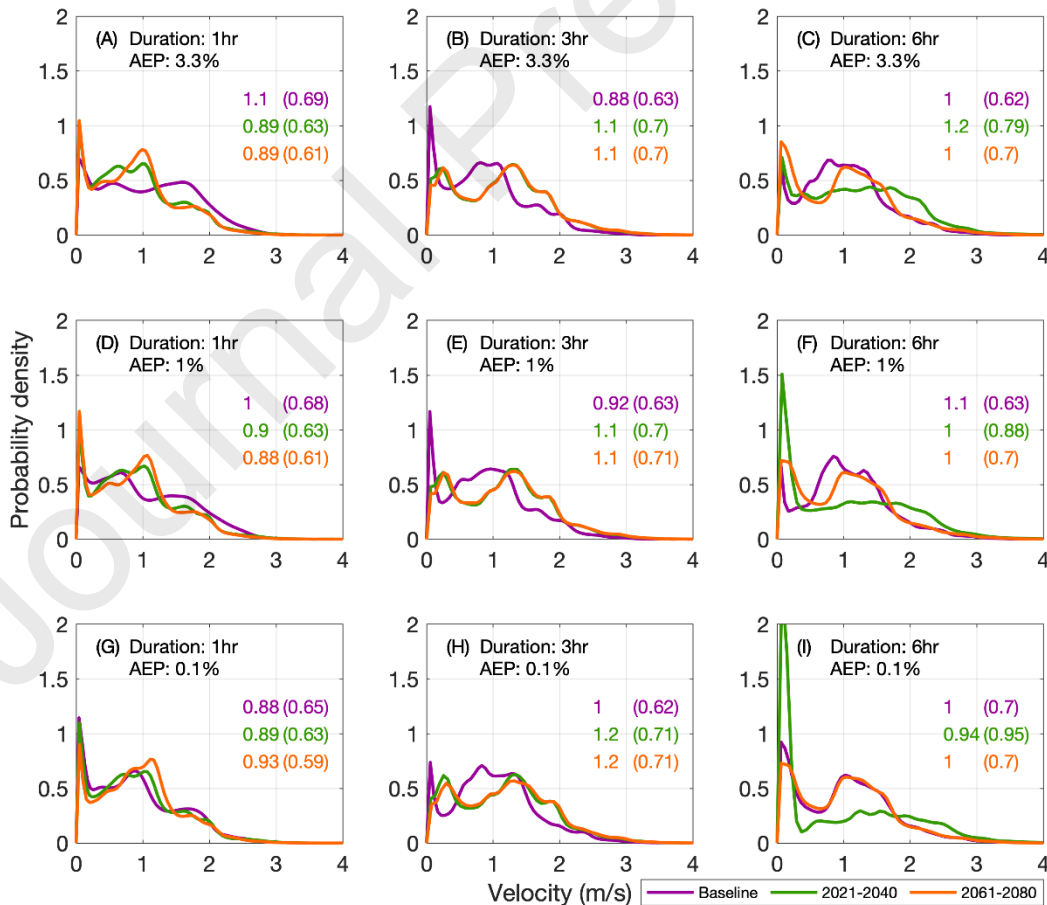 Journal Pre
(A) Duration: 1hr
AEP: 3.3%
1.1 (0.69)
0.89 (0.63)
0.89 (0.61)
2
1.5
1
0.5
0
0 1 2 3 4
(B) Duration: 3hr
AEP: 3.3%
0.88 (0.63)
1.1 (0.7)
1.1 (0.7)
2
1.5
1
0.5
0
0 1 2 3 4
(C) Duration: 6hr
AEP: 3.3%
1 (0.62)
1.2 (0.79)
1 (0.7)
2
1.5
1
0.5
0
0 1 2 3 4
Probability density
(D) Duration: 1hr
AEP: 1%
1 (0.68)
0.9 (0.63)
0.88 (0.61)
2
1.5
1
0.5
0
0 1 2 3 4
(E) Duration: 3hr
AEP: 1%
0.92 (0.63)
1.1 (0.7)
1.1 (0.71)
2
1.5
1
0.5
0
0 1 2 3 4
(F) Duration: 6hr
AEP: 1%
1.1 (0.63)
1 (0.88)
1 (0.7)
2
1.5
1
0.5
0
0 1 2 3 4
(G) Duration: 1hr
AEP: 0.1%
0.88 (0.65)
0.89 (0.63)
0.93 (0.59)
2
1.5
1
0.5
0
0 1 2 3 4
(H) Duration: 3hr
AEP: 0.1%
1 (0.62)
1.2 (0.71)
1.2 (0.71)
2
1.5
1
0.5
0
0 1 2 3 4
(I) Duration: 6hr
AEP: 0.1%
1 (0.7)
0.94 (0.95)
1 (0.7)
2
1.5
1
0.5
0
0 1 2 3 4
Velocity (m/s)
Baseline 2021-2040 2061-2080